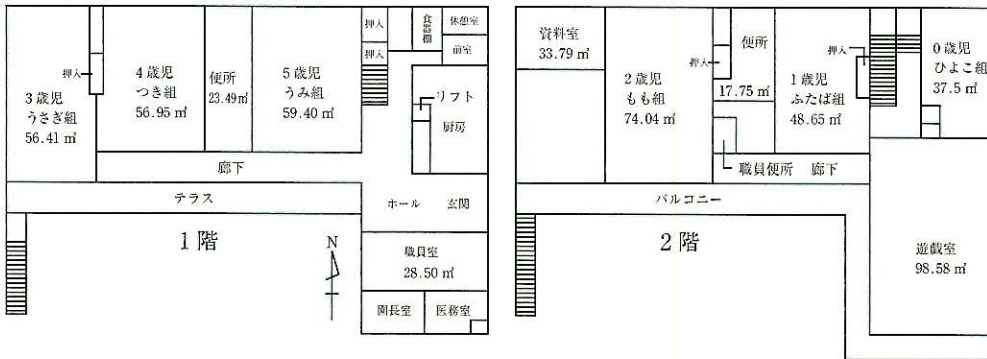 3歳児
うさぎ組
56.41㎡
押入
4歳児
つき組
56.95㎡
便所
23.49㎡
5歳児
うみ組
59.40㎡
押入
押入
食器棚
休憩室
前室
リフト
厨房
廊下
テラス
ホール 玄関
1階
N
職員室
28.50㎡
園長室
医務室
資料室
33.79㎡
2歳児
もも組
74.04㎡
押入
便所
17.75㎡
押入
1歳児
ふたば組
48.65㎡
0歳児
ひよこ組
37.5㎡
職員便所 廊下
バルコニー
2階
遊戯室
98.58㎡